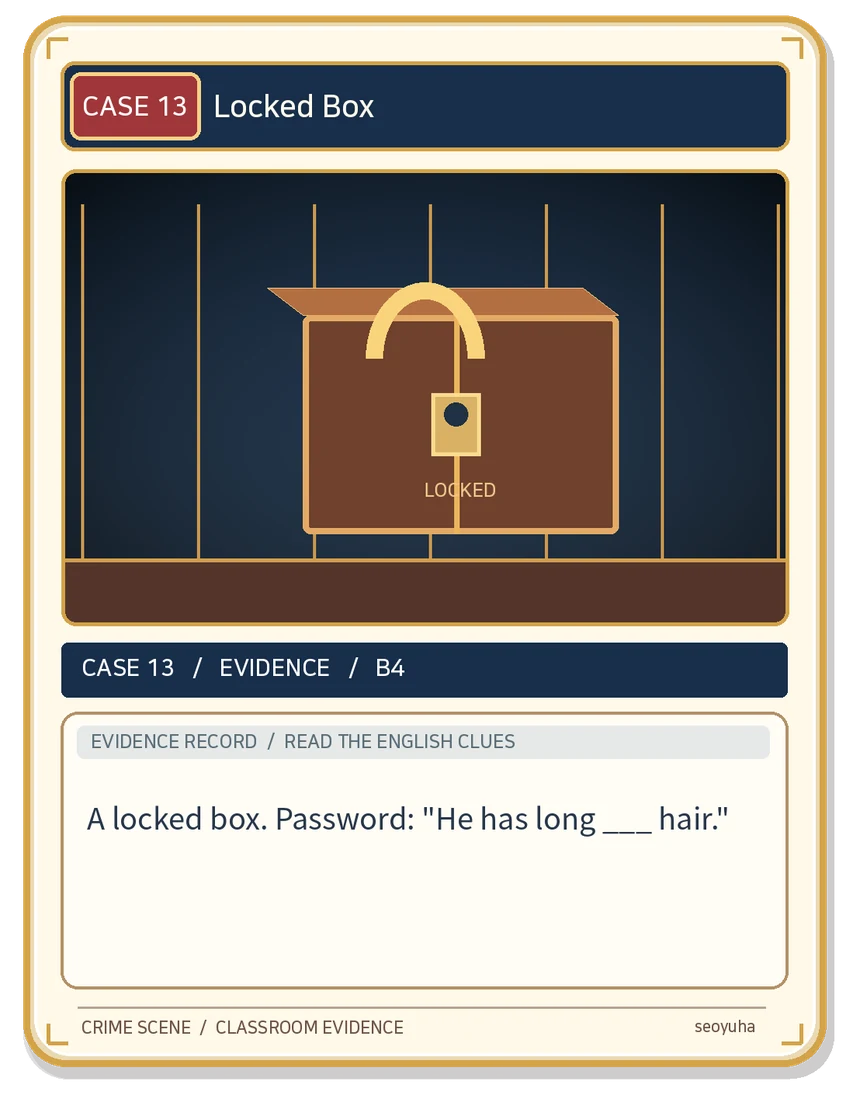 CASE 13 Locked Box
LOCKED
CASE 13 / EVIDENCE / B4
EVIDENCE RECORD / READ THE ENGLISH CLUES
A locked box. Password: "He has long ___ hair."
CRIME SCENE / CLASSROOM EVIDENCE seoyuha